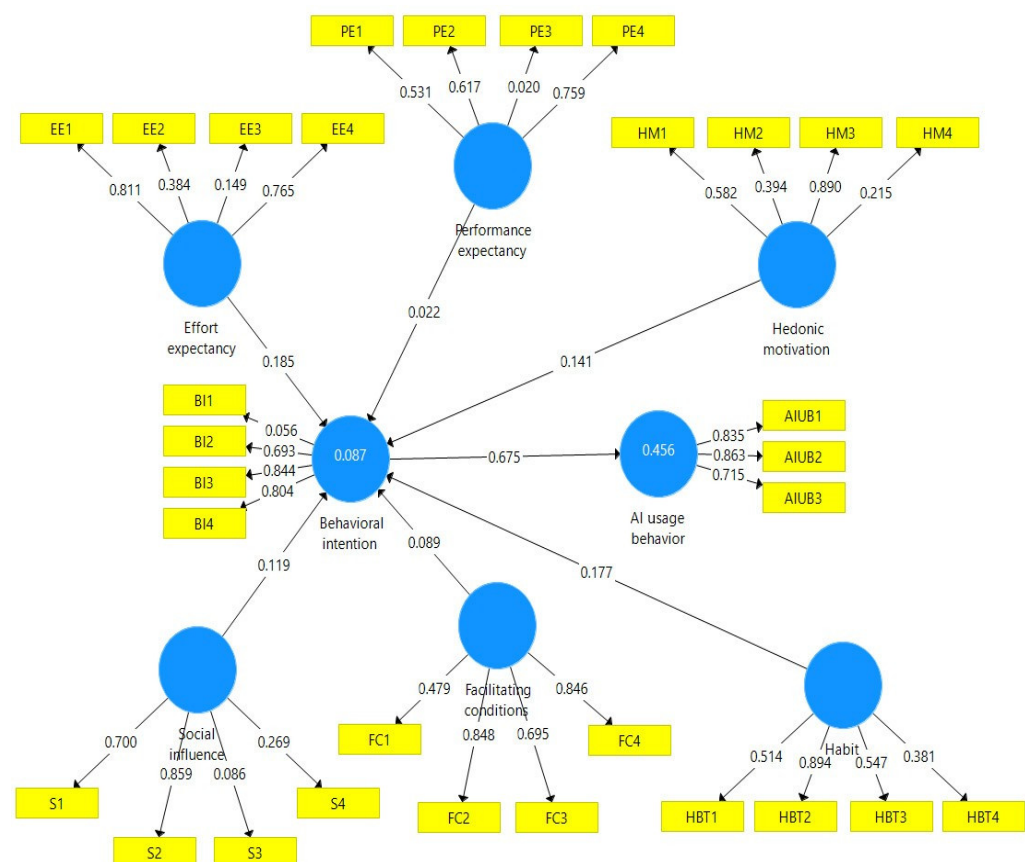 PE1 PE2 PE3 PE4
0.531 0.617 0.020 0.759
EE1 EE2 EE3 EE4
0.811 0.384 0.149 0.765
HM1 HM2 HM3 HM4
0.582 0.394 0.890 0.215
Performance
expectancy
Effort
expectancy
Hedonic
motivation
0.022
0.185
0.141
BI1
BI2
BI3
BI4
0.056
0.693
0.844
0.804
0.087
Behavioral
intention
0.675
0.456
AI usage
behavior
0.835
0.863
0.715
AIUB1
AIUB2
AIUB3
0.119
0.089
0.177
Social
influence
0.700 0.859 0.086 0.269
S1 S2 S3 S4
Facilitating
conditions
0.479 0.848 0.695 0.846
FC1 FC2 FC3 FC4
Habit
0.514 0.894 0.547 0.381
HBT1 HBT2 HBT3 HBT4